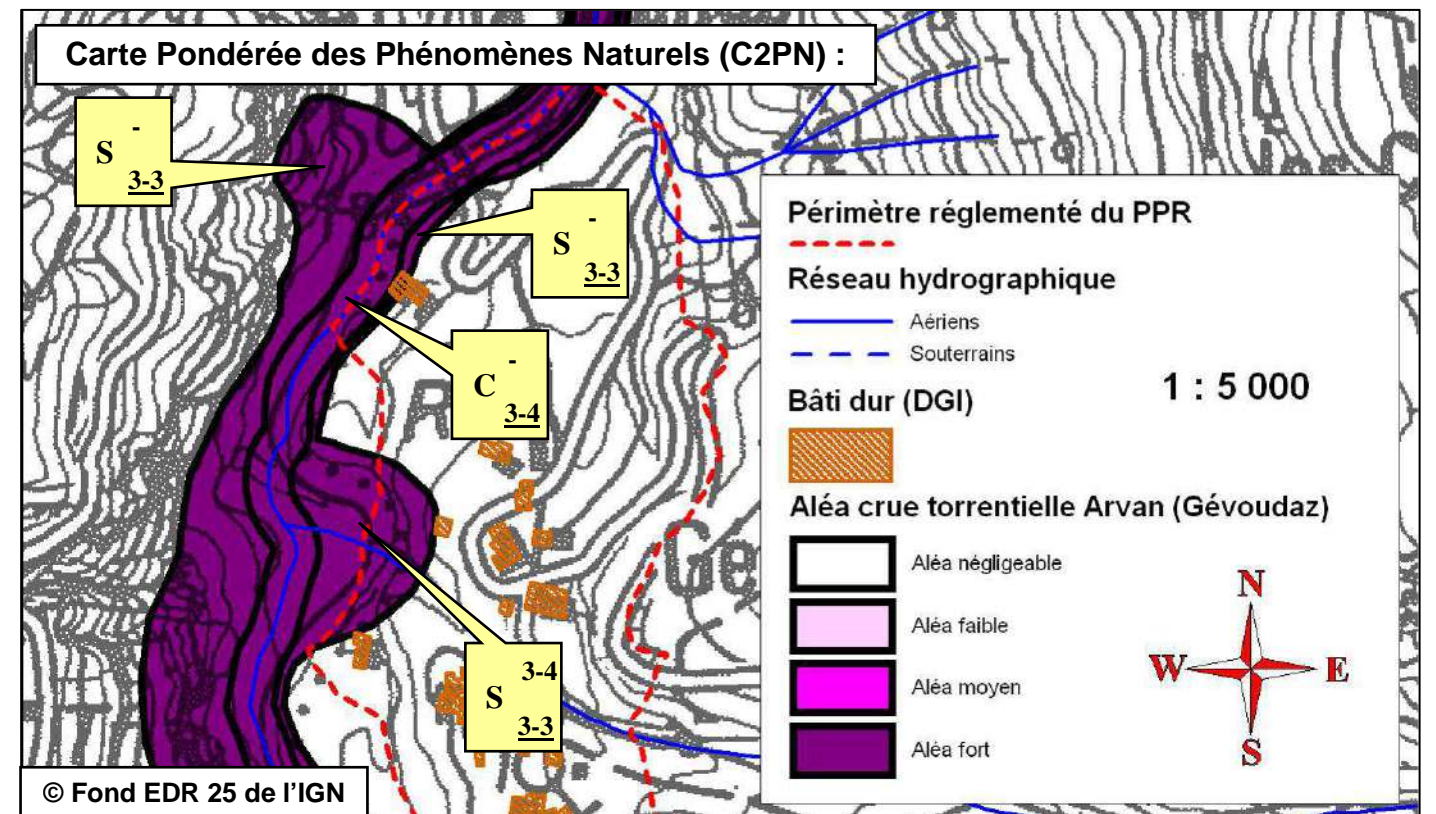 Carte Pondérée des Phénomènes Naturels (C2PN) :
-
S
3-3
-
S
3-3
-
C
3-4
3-4
S
3-3
Ge
Périmètre réglementé du PPR
Réseau hydrographique
Aériens
Souterrains
1 : 5 000
Bâti dur (DGI)
Aléa crue torrentielle Arvan (Gévoudaz)
Aléa négligeable
Aléa faible
Aléa moyen
Aléa fort
N
W
E
S
© Fond EDR 25 de l'IGN